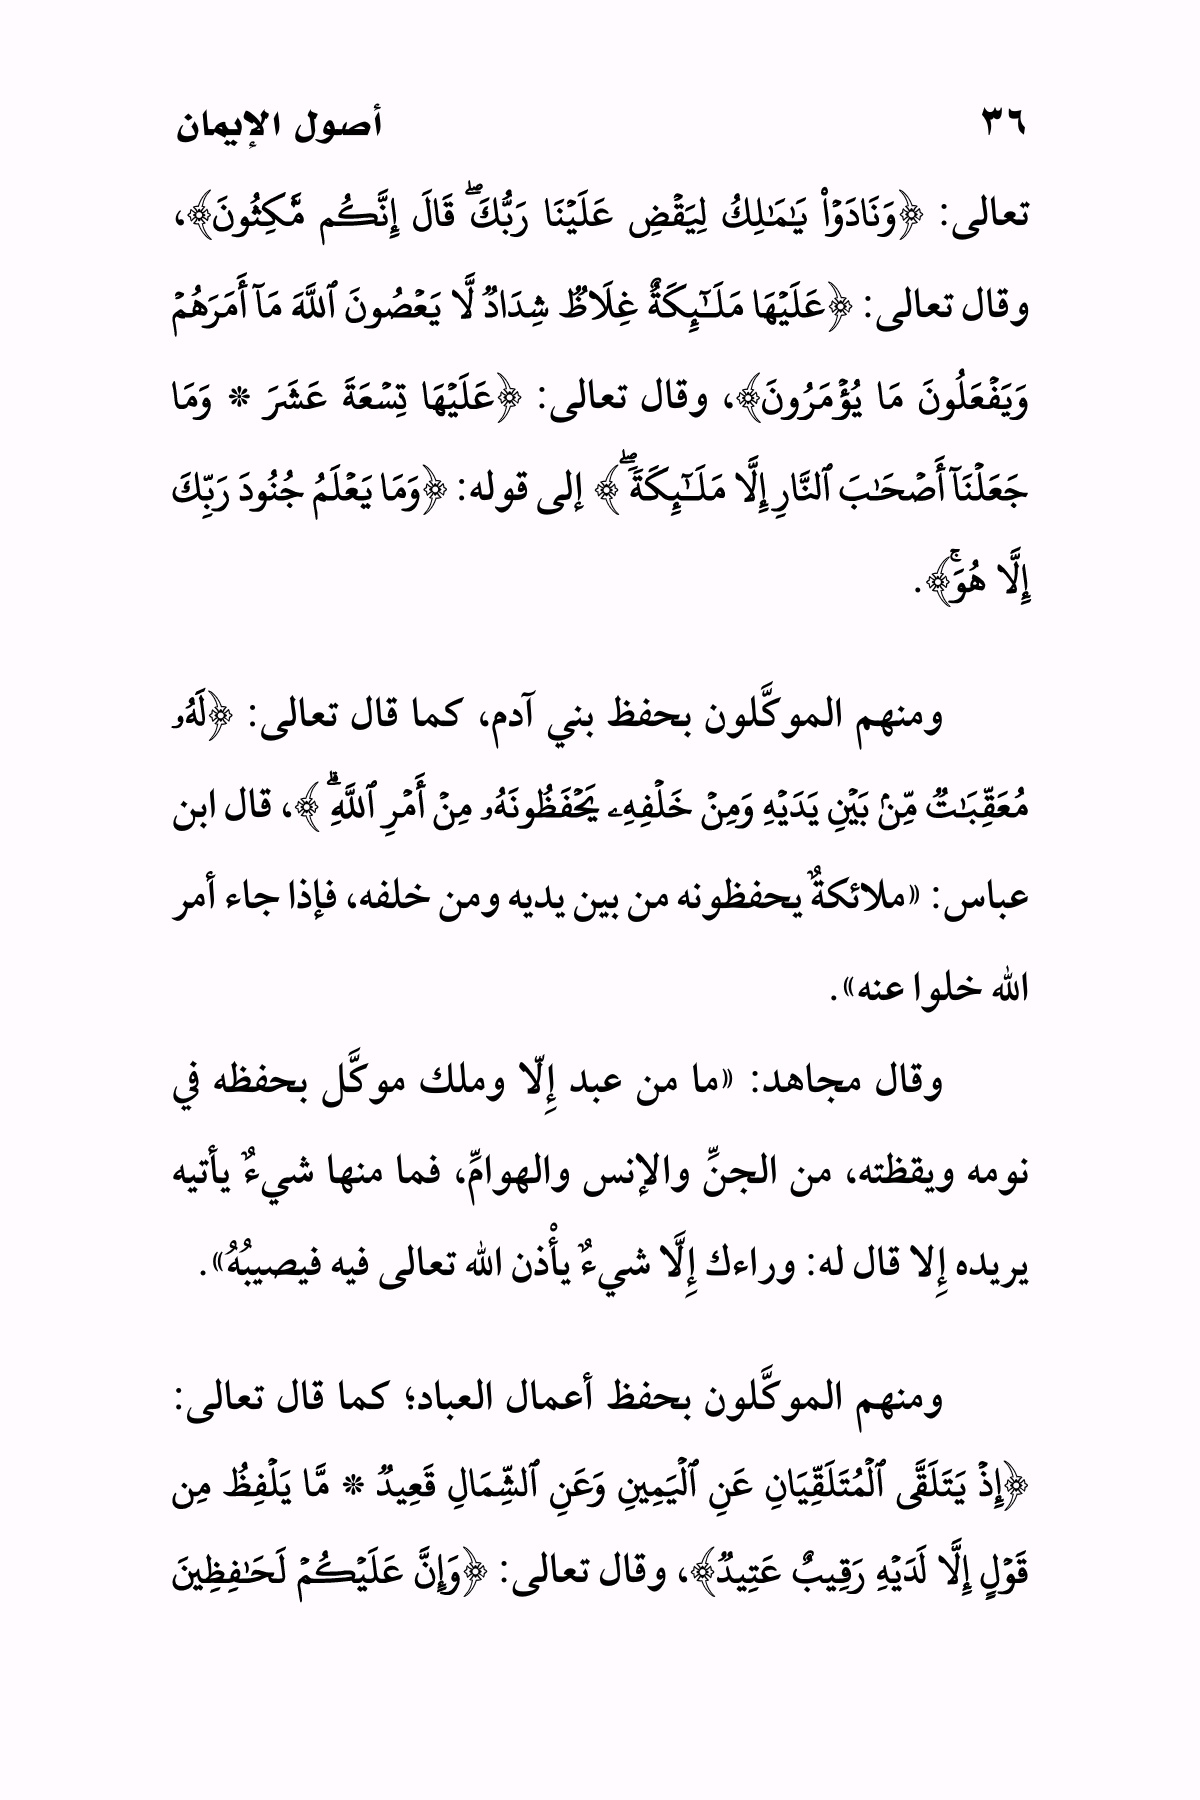 ٣٦
أصول الإيمان
تعالى: ﴿وَنَادَوۡاْ يَٰمَٰلِكُ لِيَقۡضِ عَلَيۡنَا رَبُّكَۖ قَالَ إِنَّكُم مَّٰكِثُونَ﴾،
وقال تعالى: ﴿عَلَيۡهَا مَلَٰٓئِكَةٌ غِلَاظٞ شِدَادٞ لَّا يَعۡصُونَ ٱللَّهَ مَآ أَمَرَهُمۡ
وَيَفۡعَلُونَ مَا يُؤۡمَرُونَ﴾، وقال تعالى: ﴿عَلَيۡهَا تِسۡعَةَ عَشَرَ * وَمَا
جَعَلۡنَآ أَصۡحَٰبَ ٱلنَّارِ إِلَّا مَلَٰٓئِكَةٗۖ﴾ إلى قوله: ﴿وَمَا يَعۡلَمُ جُنُودَ رَبِّكَ
إِلَّا هُوَۚ﴾.
ومنهم الموكَّلون بحفظ بني آدم، كما قال تعالى: ﴿لَهُۥ
مُعَقِّبَٰتٞ مِّنۢ بَيۡنِ يَدَيۡهِ وَمِنۡ خَلۡفِهِۦ يَحۡفَظُونَهُۥ مِنۡ أَمۡرِ ٱللَّهِۗ﴾، قال ابن
عباس: «ملائكةٌ يحفظونه من بين يديه ومن خلفه، فإذا جاء أمر
الله خلوا عنه».
وقال مجاهد: «ما من عبد إِلّا وملك موكَّل بحفظه في
نومه ويقظته، من الجنِّ والإنس والهوامِّ، فما منها شيءٌ يأتيه
يريده إِلا قال له: وراءك إِلَّا شيءٌ يأْذن الله تعالى فيه فيصيبُهُ».
ومنهم الموكَّلون بحفظ أعمال العباد؛ كما قال تعالى:
﴿إِذۡ يَتَلَقَّى ٱلۡمُتَلَقِّيَانِ عَنِ ٱلۡيَمِينِ وَعَنِ ٱلشِّمَالِ قَعِيدٞ * مَّا يَلۡفِظُ مِن
قَوۡلٍ إِلَّا لَدَيۡهِ رَقِيبٌ عَتِيدٞ﴾، وقال تعالى: ﴿وَإِنَّ عَلَيۡكُمۡ لَحَٰفِظِينَ